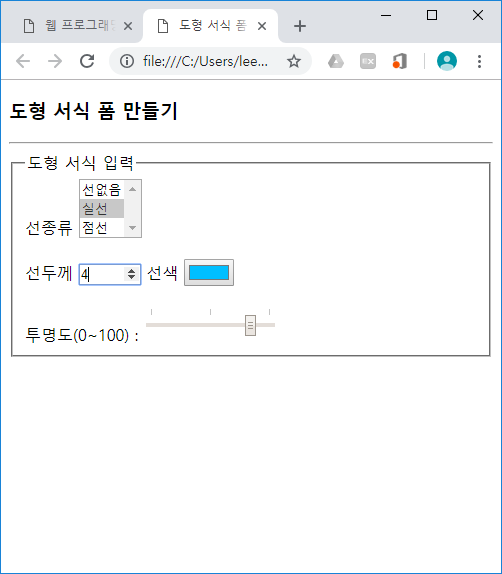 웹 프로그래밍
도형 서식 폼
file:///C:/Users/lee...
도형 서식 폼 만들기
도형 서식 입력
선없음
실선
선종류 점선
선두께 4 선색
투명도(0~100) :